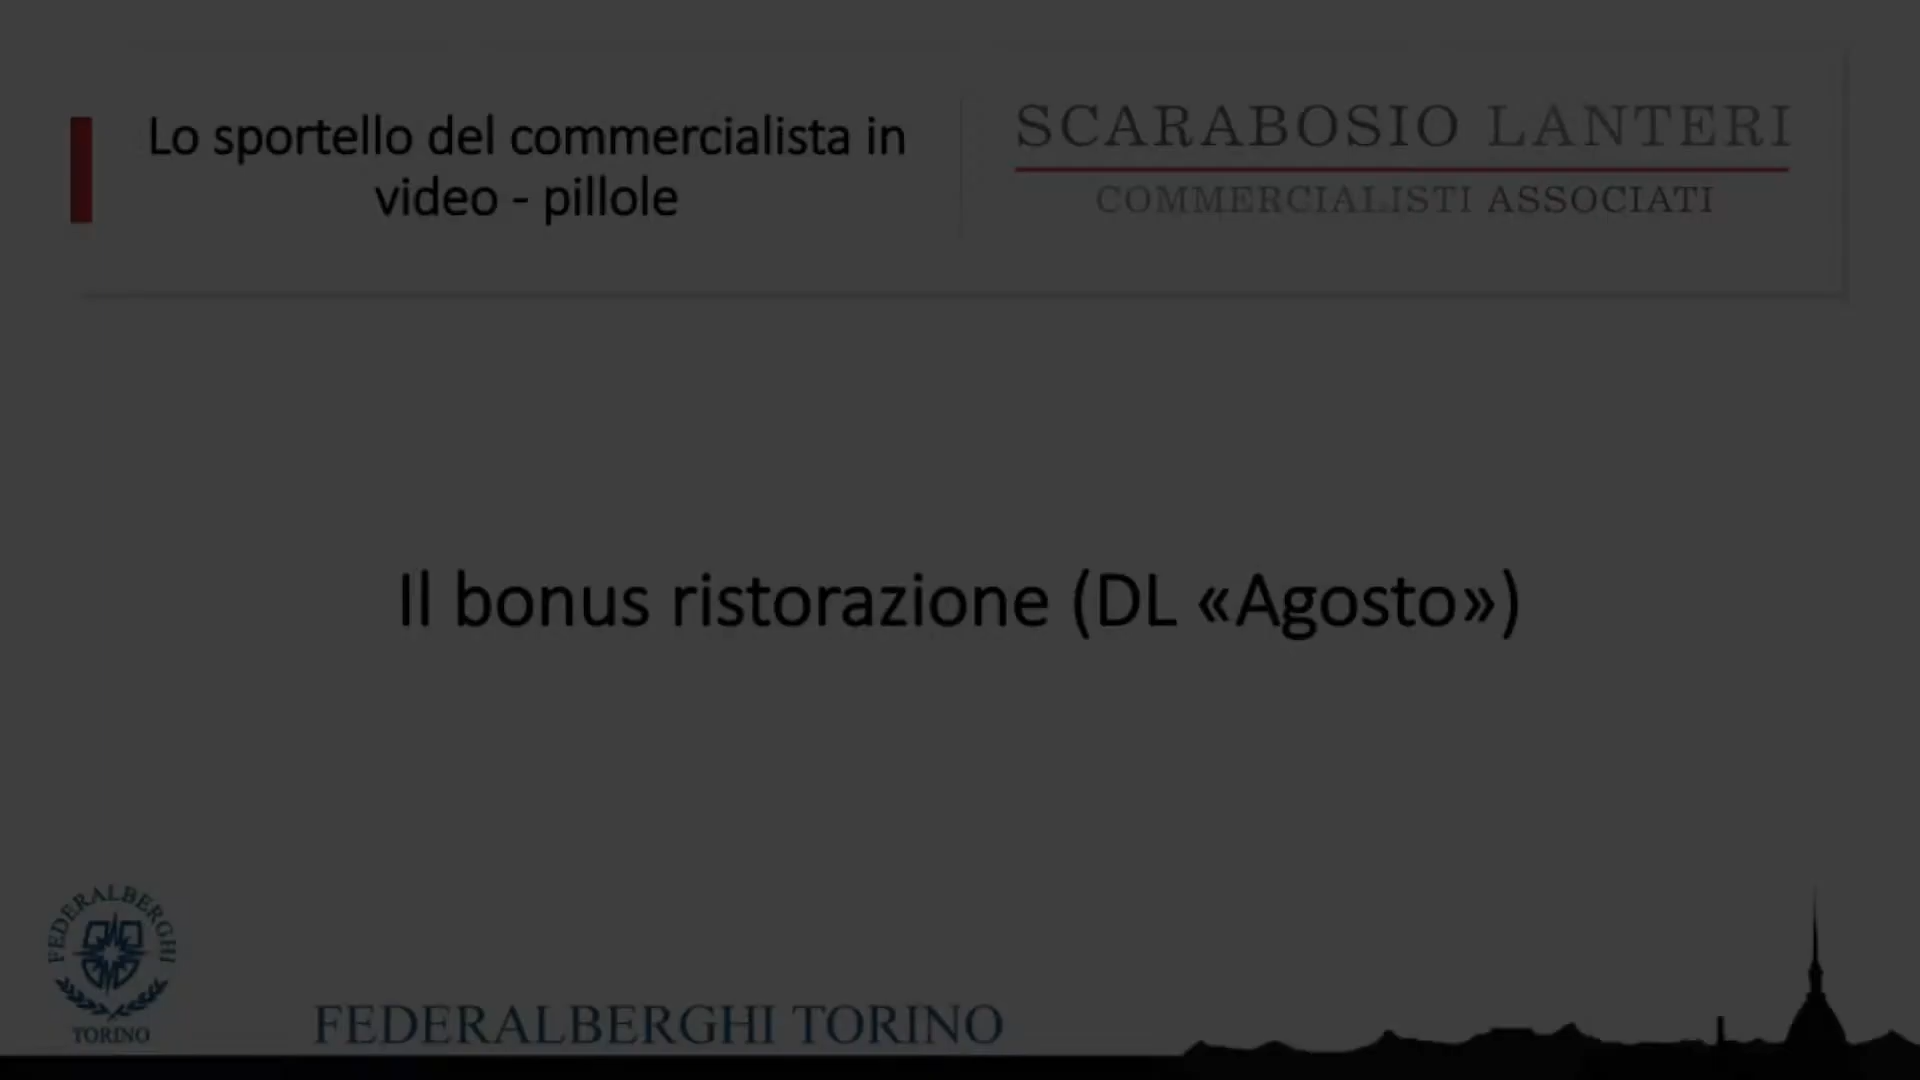 Lo sportello del commercialista in
video - pillole
SCARABOSIO LANTERI
COMMERCIALISTI ASSOCIATI
Il bonus ristorazione (DL «Agosto»)
FEDERALBERGHI
TORINO
FEDERALBERGHI TORINO